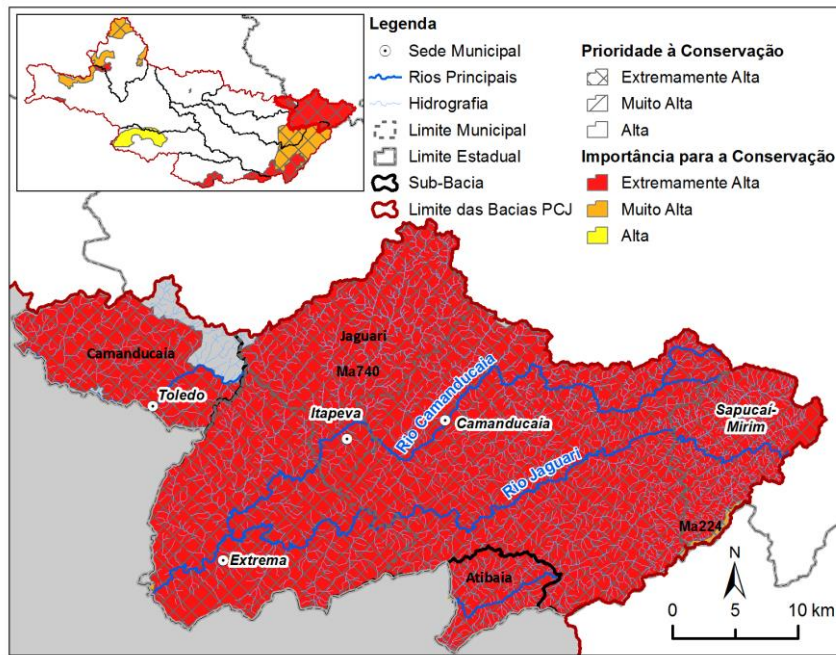 Legenda
Sede Municipal
Rios Principais
Hidrografia
Limite Municipal
Limite Estadual
Sub-Bacia
Limite das Bacias PCJ
Prioridade à Conservação
Extremamente Alta
Muito Alta
Alta
Importância para a Conservação
Extremamente Alta
Muito Alta
Alta
Camanducaia
Jaguari
Ma740
Toledo
Itapeva
Rio Camanducaia
Camanducaia
Sapucaí-
Mirim
Rio Jaguari
Ma224
Extrema
Atibaia
N
0 5 10 km